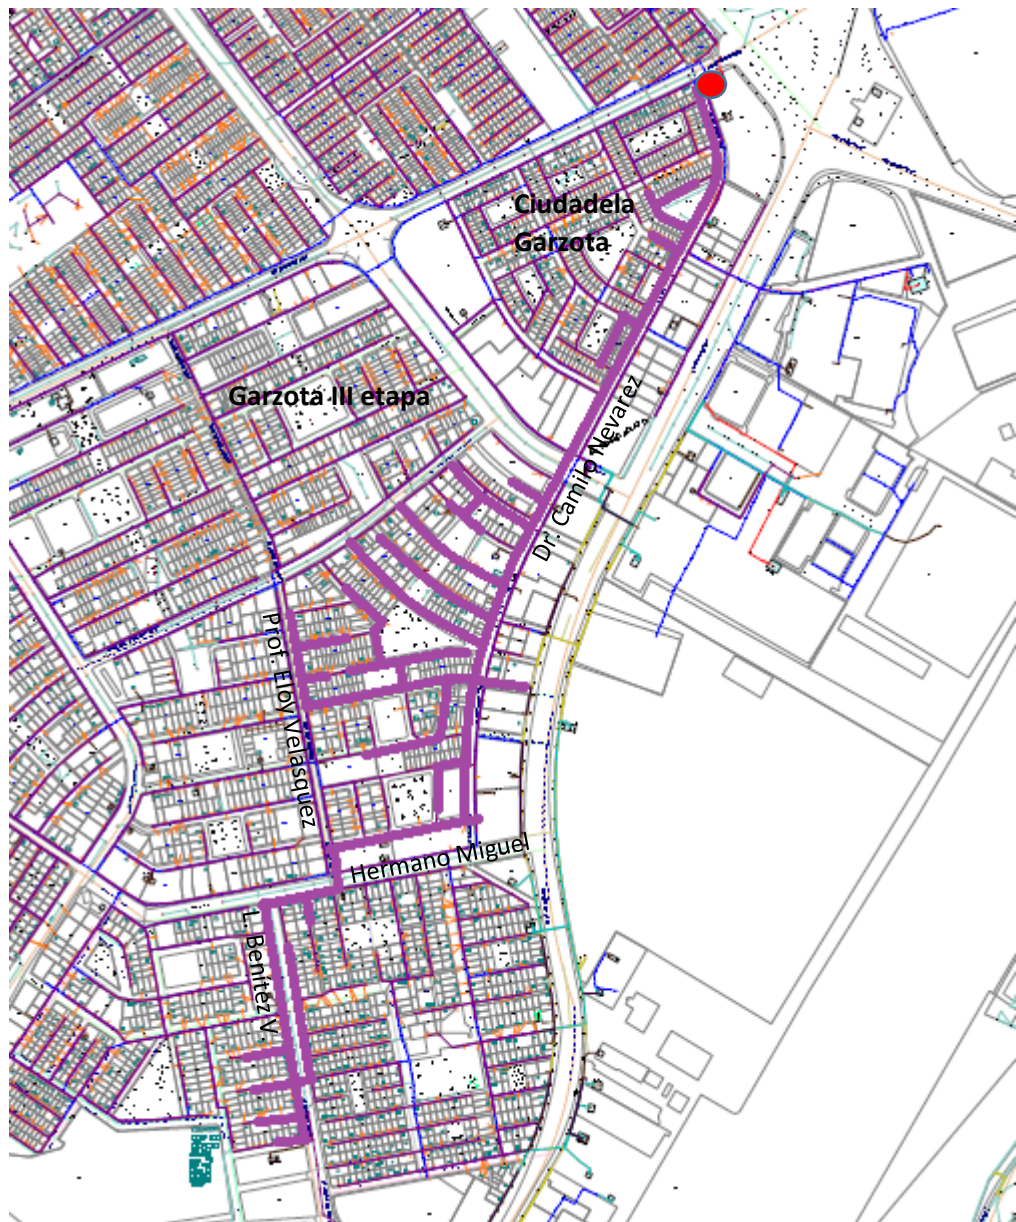 Ciudadela
Garzota
Garzota III etapa
Dr. Camilo Nevarez
Prof. Eloy Velasquez
Hermano Miguel
L. Benítez V.